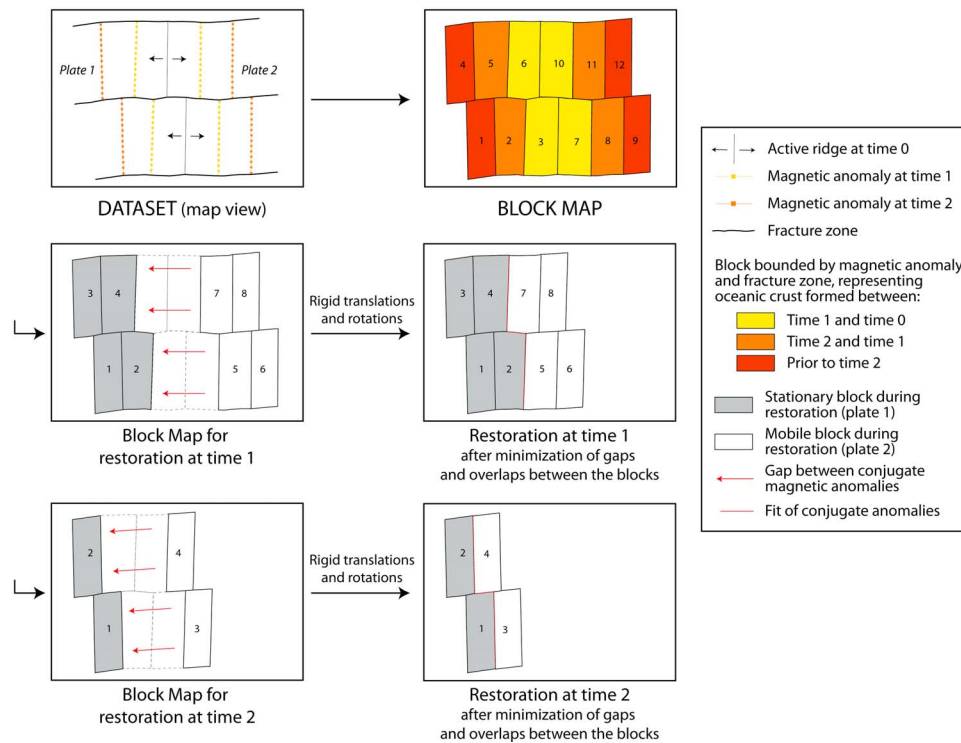 Plate 1
Plate 2
DATASET (map view)
4
5
6
10
11
12
1
2
3
7
8
9
BLOCK MAP
3
4
7
8
1
2
5
6
Block Map for
restoration at time 1
Rigid translations
and rotations
3
4
7
8
1
2
5
6
Restoration at time 1
after minimization of gaps
and overlaps between the blocks
2
4
1
3
Block Map for
restoration at time 2
Rigid translations
and rotations
2
4
1
3
Restoration at time 2
after minimization of gaps
and overlaps between the blocks
Active ridge at time 0
Magnetic anomaly at time 1
Magnetic anomaly at time 2
Fracture zone
Block bounded by magnetic anomaly
and fracture zone, representing
oceanic crust formed between:
Time 1 and time 0
Time 2 and time 1
Prior to time 2
Stationary block during
restoration (plate 1)
Mobile block during
restoration (plate 2)
Gap between conjugate
magnetic anomalies
Fit of conjugate anomalies